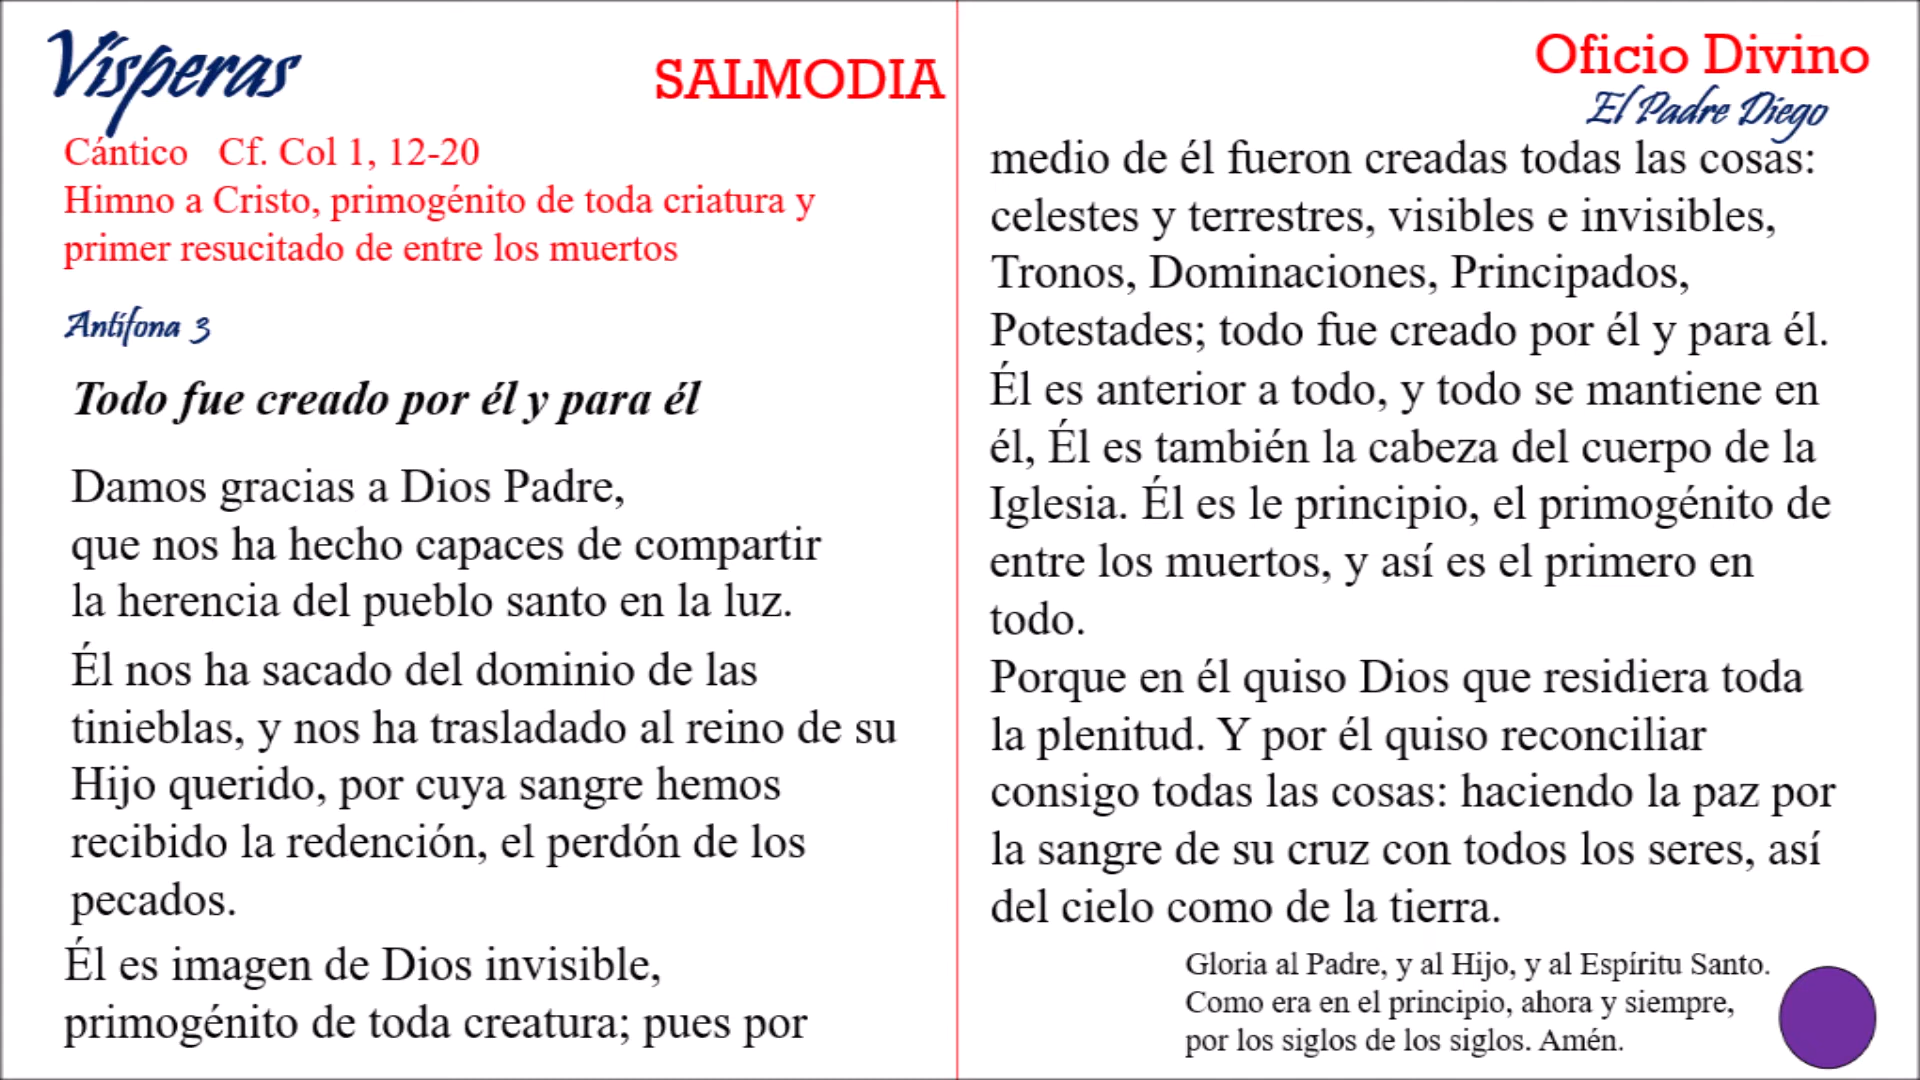 Vísperas
SALMODIA
Cántico Cf. Col 1, 12-20
Himno a Cristo, primogénito de toda criatura y
primer resucitado de entre los muertos
Antífona 3
Todo fue creado por él y para él
Damos gracias a Dios Padre,
que nos ha hecho capaces de compartir
la herencia del pueblo santo en la luz.
Él nos ha sacado del dominio de las
tinieblas, y nos ha trasladado al reino de su
Hijo querido, por cuya sangre hemos
recibido la redención, el perdón de los
pecados.
Él es imagen de Dios invisible,
primogénito de toda creatura; pues por
Oficio Divino
El Padre Diego
medio de él fueron creadas todas las cosas:
celestes y terrestres, visibles e invisibles,
Tronos, Dominaciones, Principados,
Potestades; todo fue creado por él y para él.
Él es anterior a todo, y todo se mantiene en
él, Él es también la cabeza del cuerpo de la
Iglesia. Él es le principio, el primogénito de
entre los muertos, y así es el primero en
todo.
Porque en él quiso Dios que residiera toda
la plenitud. Y por él quiso reconciliar
consigo todas las cosas: haciendo la paz por
la sangre de su cruz con todos los seres, así
del cielo como de la tierra.
Gloria al Padre, y al Hijo, y al Espíritu Santo.
Como era en el principio, ahora y siempre,
por los siglos de los siglos. Amén.